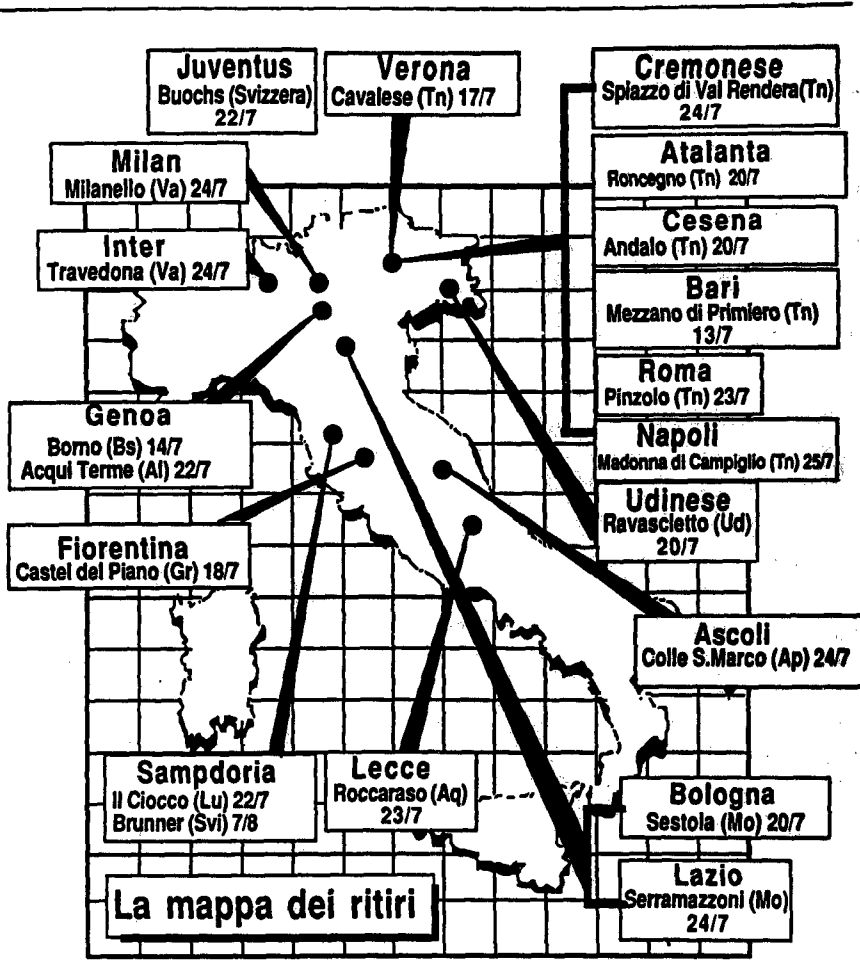 Juventus
Buochs (Svizzera)
22/7
Verona
Cavalese (Tn) 17/7
Cremonese
Spiazzo di Val Rendera(Tn)
24/7
Milan
Milanello (Va) 24/7
Atalanta
Roncegno (Tn) 20/7
Inter
Travedona (Va) 24/7
Cesena
Andalo (Tn) 20/7
Bari
Mezzano di Primiero (Tn)
13/7
Roma
Pinzolo (Tn) 23/7
Genoa
Borno (Bs) 14/7
Acqui Terme (Al) 22/7
Napoli
Madonna di Campiglio (Tn) 25/7
Udinese
Ravascletto (Ud)
20/7
Fiorentina
Castel del Piano (Gr) 18/7
Ascoli
Colle S.Marco (Ap) 24/7
Sampdoria
Il Ciocco (Lu) 22/7
Brunner (Svi) 7/8
Lecce
Roccaraso (Aq)
23/7
Bologna
Sestola (Mo) 20/7
Lazio
Serramazzoni (Mo)
24/7
La mappa dei ritiri